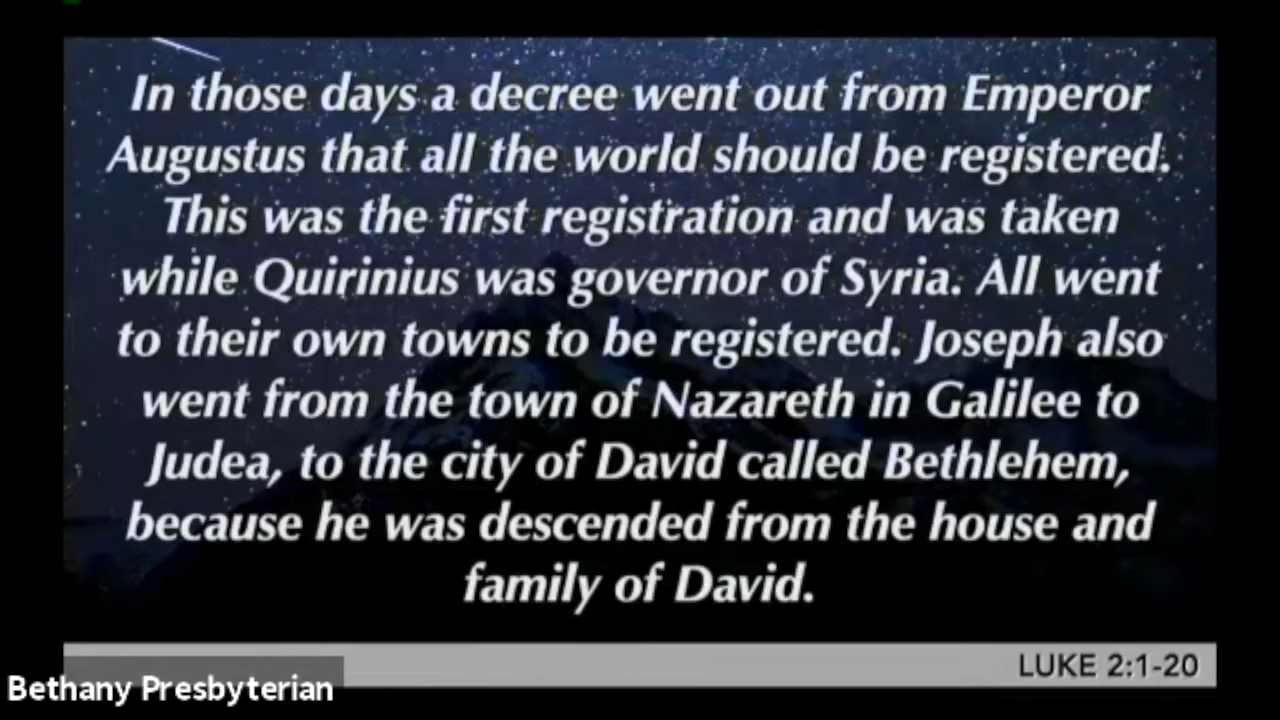 In those days a decree went out from Emperor
Augustus that all the world should be registered.
This was the first registration and was taken
while Quirinius was governor of Syria. All went
to their own towns to be registered. Joseph also
went from the town of Nazareth in Galilee to
Judea, to the city of David called Bethlehem,
because he was descended from the house and
family of David.
LUKE 2:1-20
Bethany Presbyterian